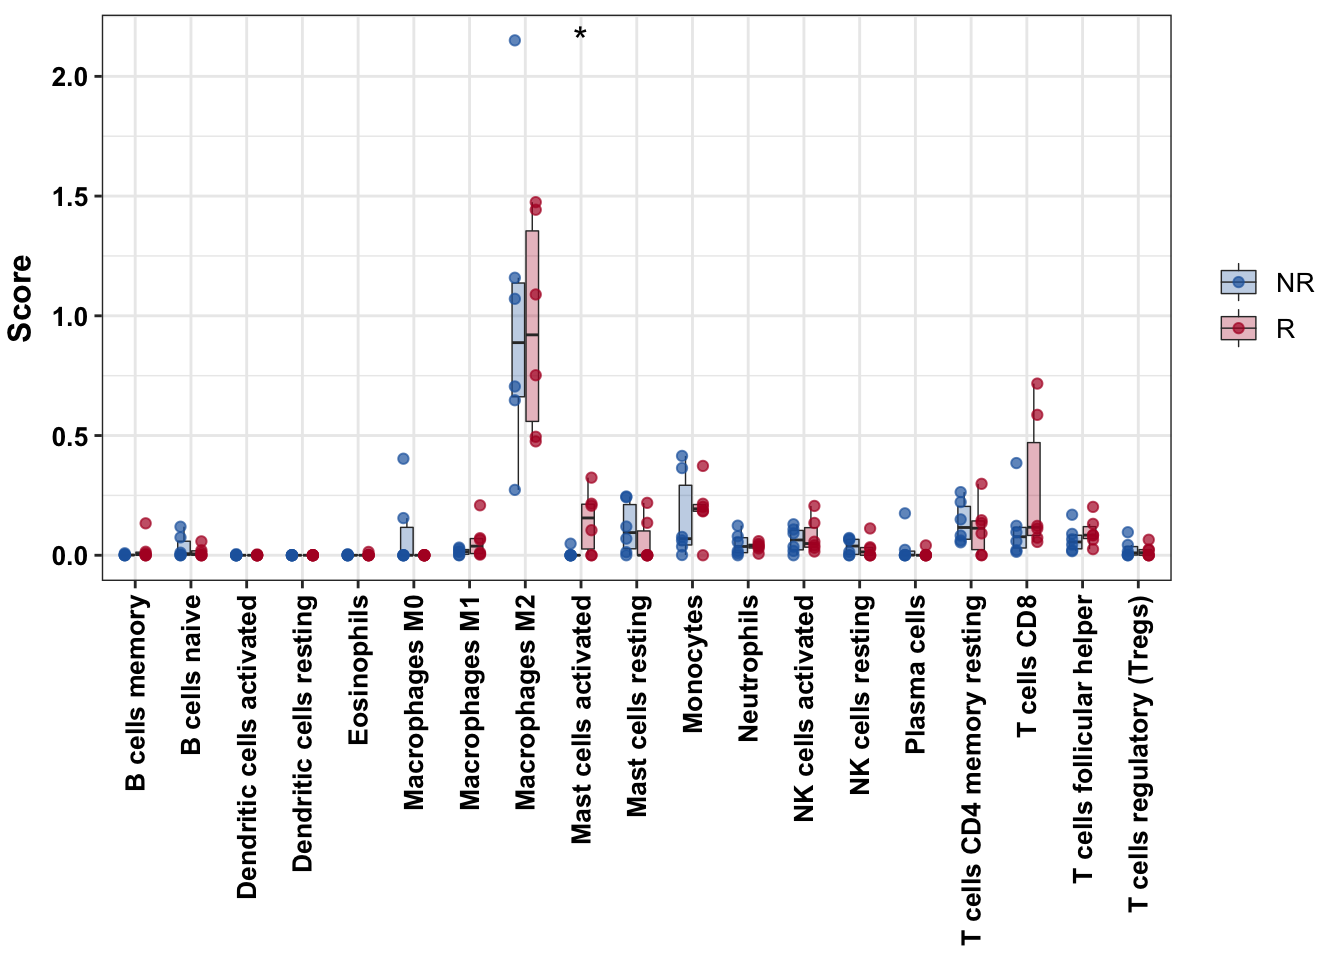 *
2.0
1.5
1.0
0.5
0.0
Score
NR
R
B cells memory
B cells naive
Dendritic cells activated
Dendritic cells resting
Eosinophils
Macrophages M0
Macrophages M1
Macrophages M2
Mast cells activated
Mast cells resting
Monocytes
Neutrophils
NK cells activated
NK cells resting
Plasma cells
T cells CD4 memory resting
T cells CD8
T cells follicular helper
T cells regulatory (Tregs)